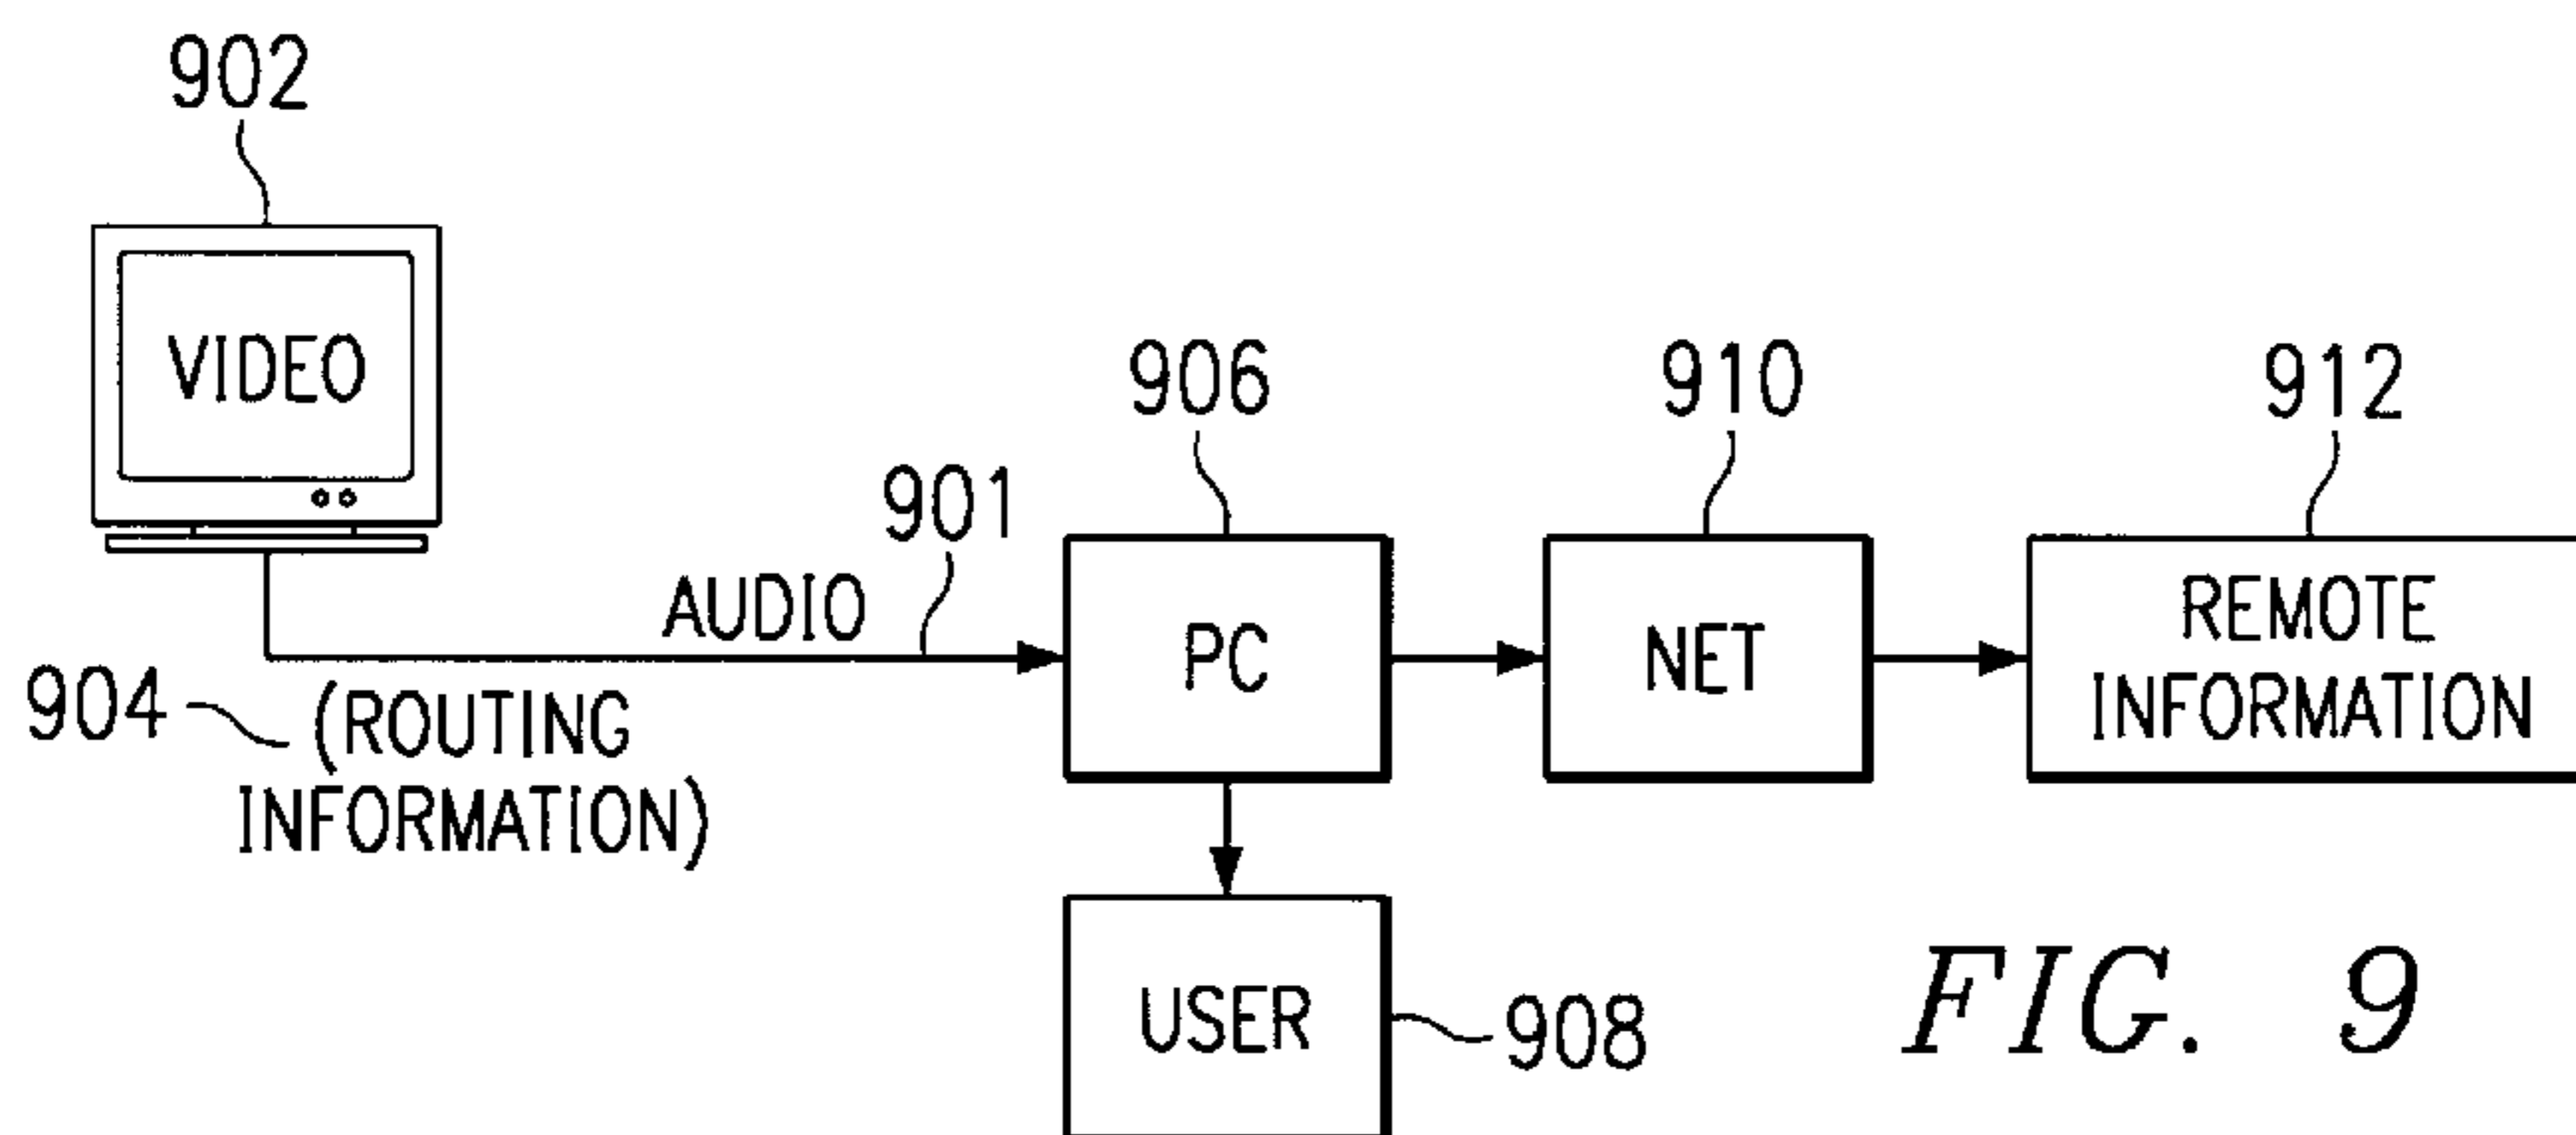 902
VIDEO
904
(ROUTING
INFORMATION)
AUDIO
901
906
PC
910
NET
912
REMOTE
INFORMATION
USER
908
FIG. 9